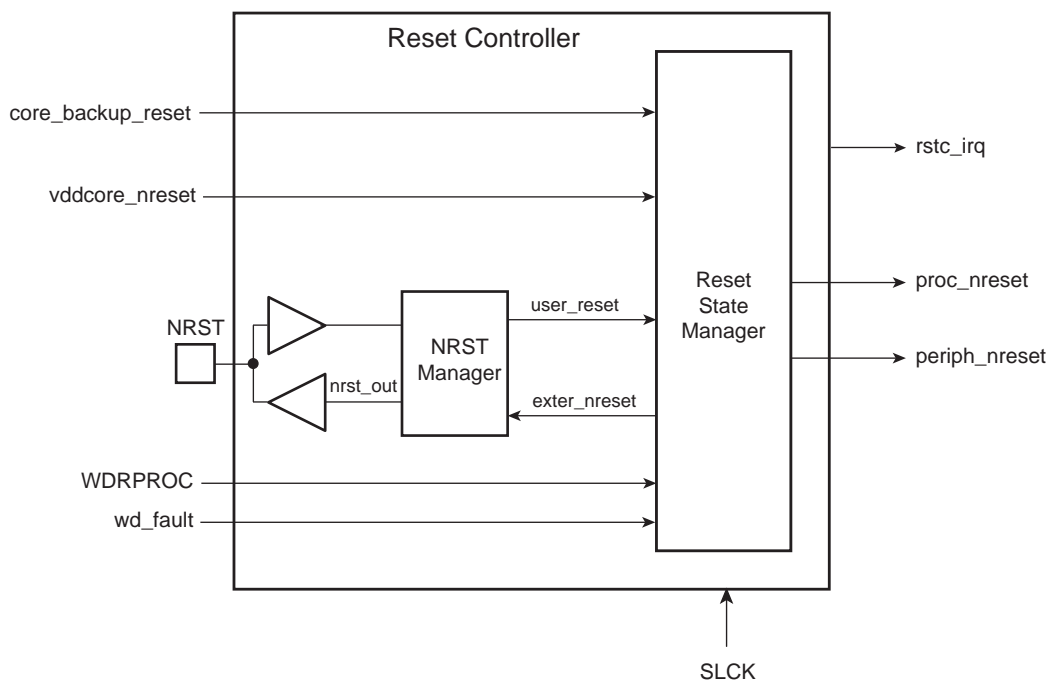 Reset Controller
core_backup_reset
rstc_irq
vddcore_nreset
Reset
State
Manager
proc_nreset
user_reset
NRST
NRST
Manager
periph_nreset
nrst_out
exter_nreset
WDRPROC
wd_fault
SLCK